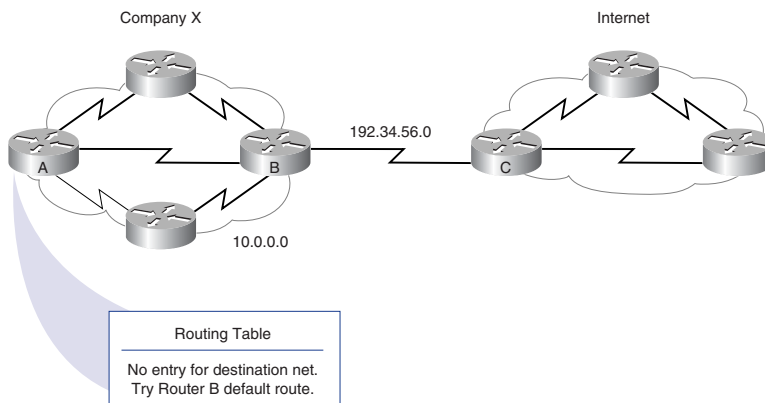 Company X
Internet
192.34.56.0
A
B
C
10.0.0.0
Routing Table
No entry for destination net.
Try Router B default route.